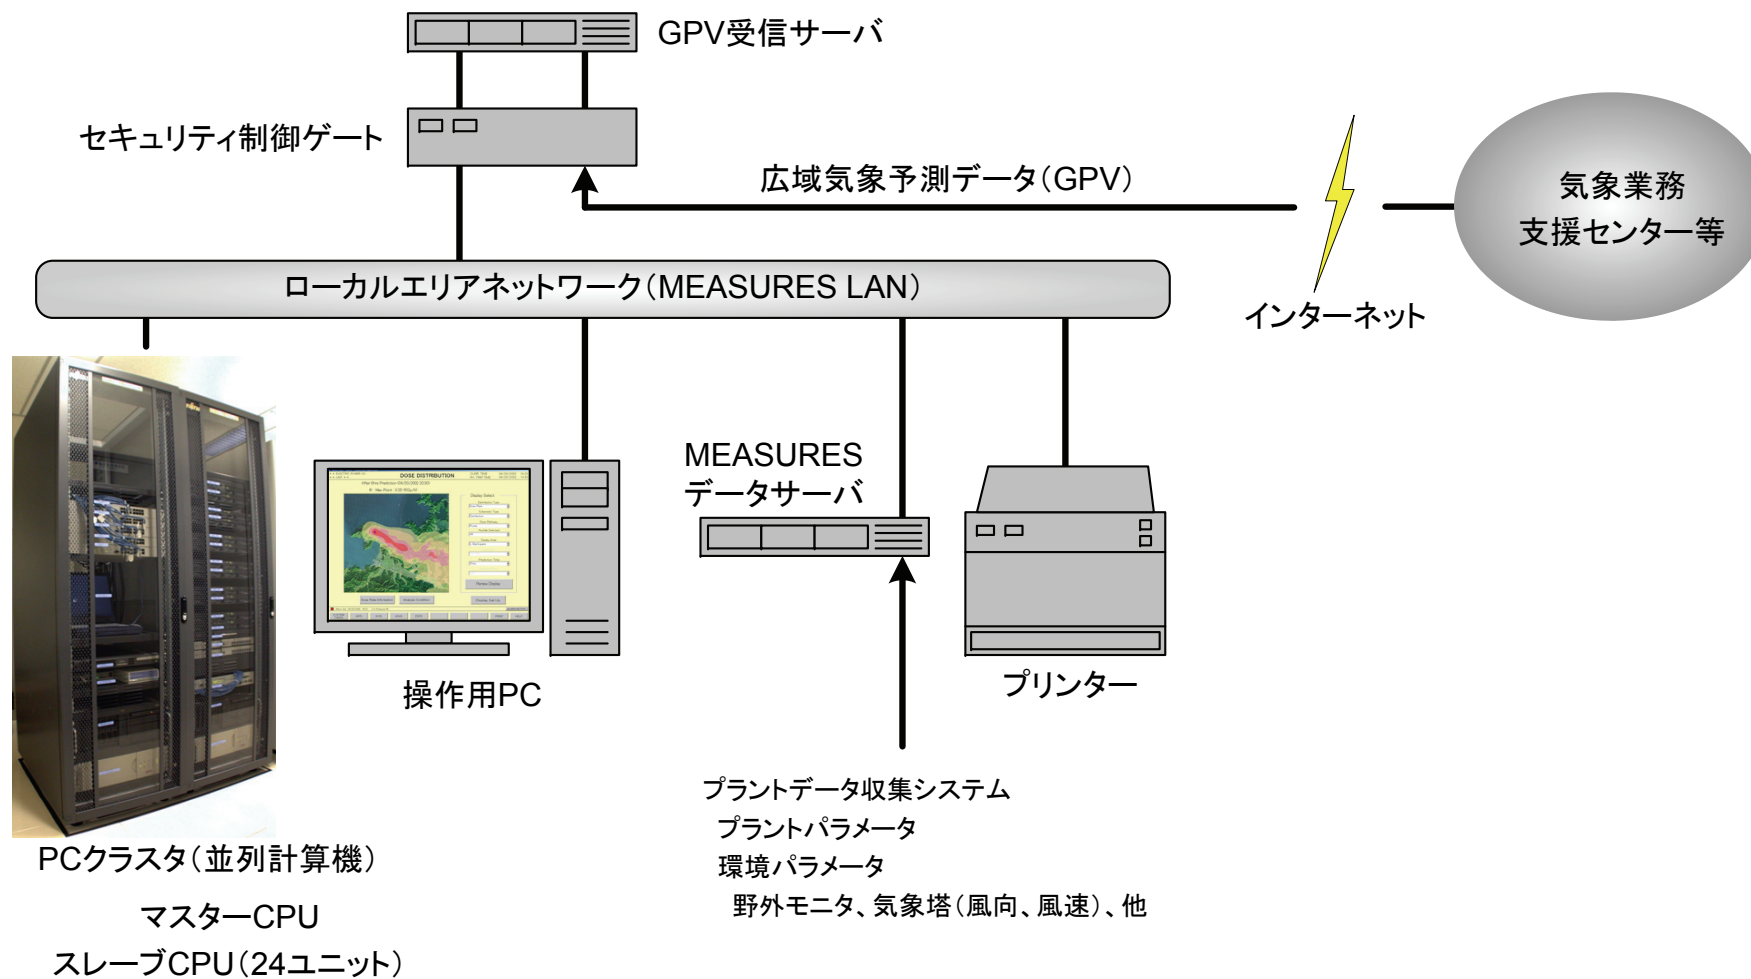 GPV受信サーバ
セキュリティ制御ゲート
広域気象予測データ（GPV）
気象業務
支援センター等
インターネット
ローカルエリアネットワーク（MEASURES LAN）
DOSE DISTRIBUTION
MEASURES
データサーバ
操作用PC
プリンター
プラントデータ収集システム
プラントパラメータ
環境パラメータ
野外モニタ、気象塔（風向、風速）、他
PCクラスタ（並列計算機）
マスターCPU
スレーブCPU（24ユニット）